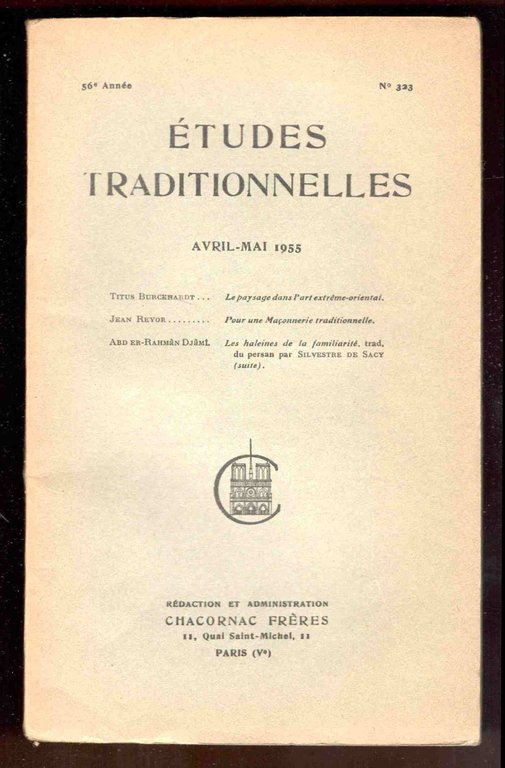 56e Année Nº 323
ÉTUDES
TRADITIONNELLES
AVRIL-MAI 1955
TITUS BURCKHARDT... Le paysage dans l'art extrême-oriental.
JEAN REYOR......... Pour une Maçonnerie traditionnelle.
ABD ER-RAHMÂN DJÂMÎ. Les haleines de la familiarité, trad.
du persan par SILVESTRE DE SACY
(suite).
RÉDACTION ET ADMINISTRATION
CHACORNAC FRÈRES
11, Quai Saint-Michel, 11
PARIS (Vº)